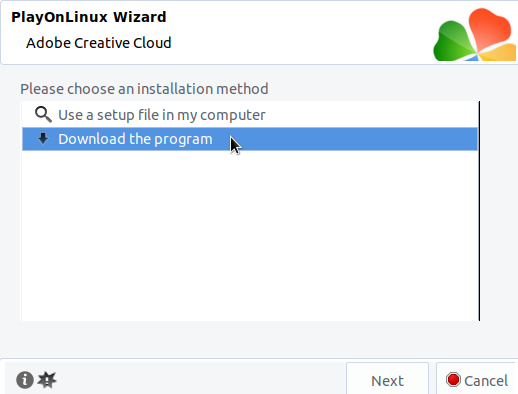 PlayOnLinux Wizard
Adobe Creative Cloud
Please choose an installation method
Use a setup file in my computer
Download the program
Next
Cancel